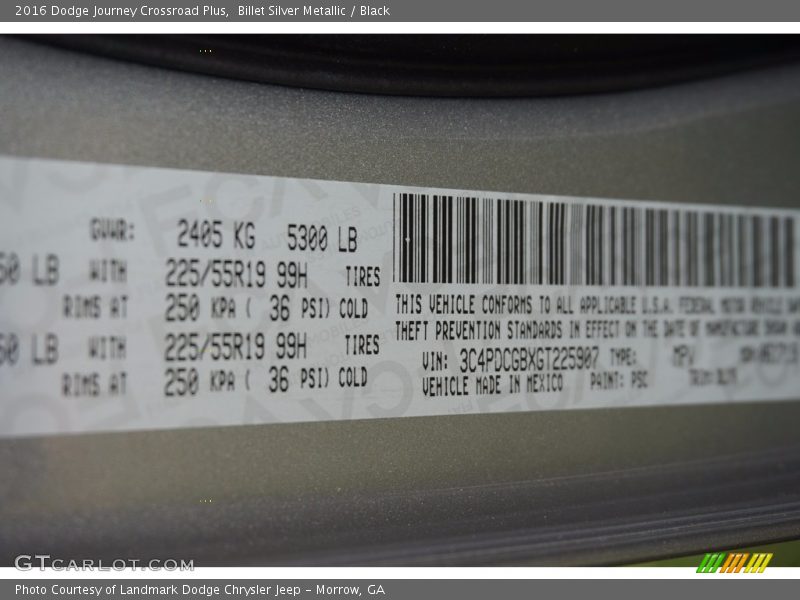 2016 Dodge Journey Crossroad Plus,  Billet Silver Metallic / Black
GVWR: 2405 KG 5300 LB
50 LB WITH 225/55R19 99H TIRES
RIMS AT 250 KPA ( 36 PSI) COLD
50 LB WITH 225/55R19 99H TIRES
RIMS AT 250 KPA ( 36 PSI) COLD
THIS VEHICLE CONFORMS TO ALL APPLICABLE U.S.A. FEDERAL MOTOR VEHICLE
THEFT PREVENTION STANDARDS IN EFFECT ON THE DATE OF MANUFACTURE SHOWN
VIN: 3C4PDCGBXGT225907 TYPE: MPV
VEHICLE MADE IN MEXICO PAINT: PSC TRIM:
GTCARLOT.COM
Photo Courtesy of Landmark Dodge Chrysler Jeep – Morrow, GA